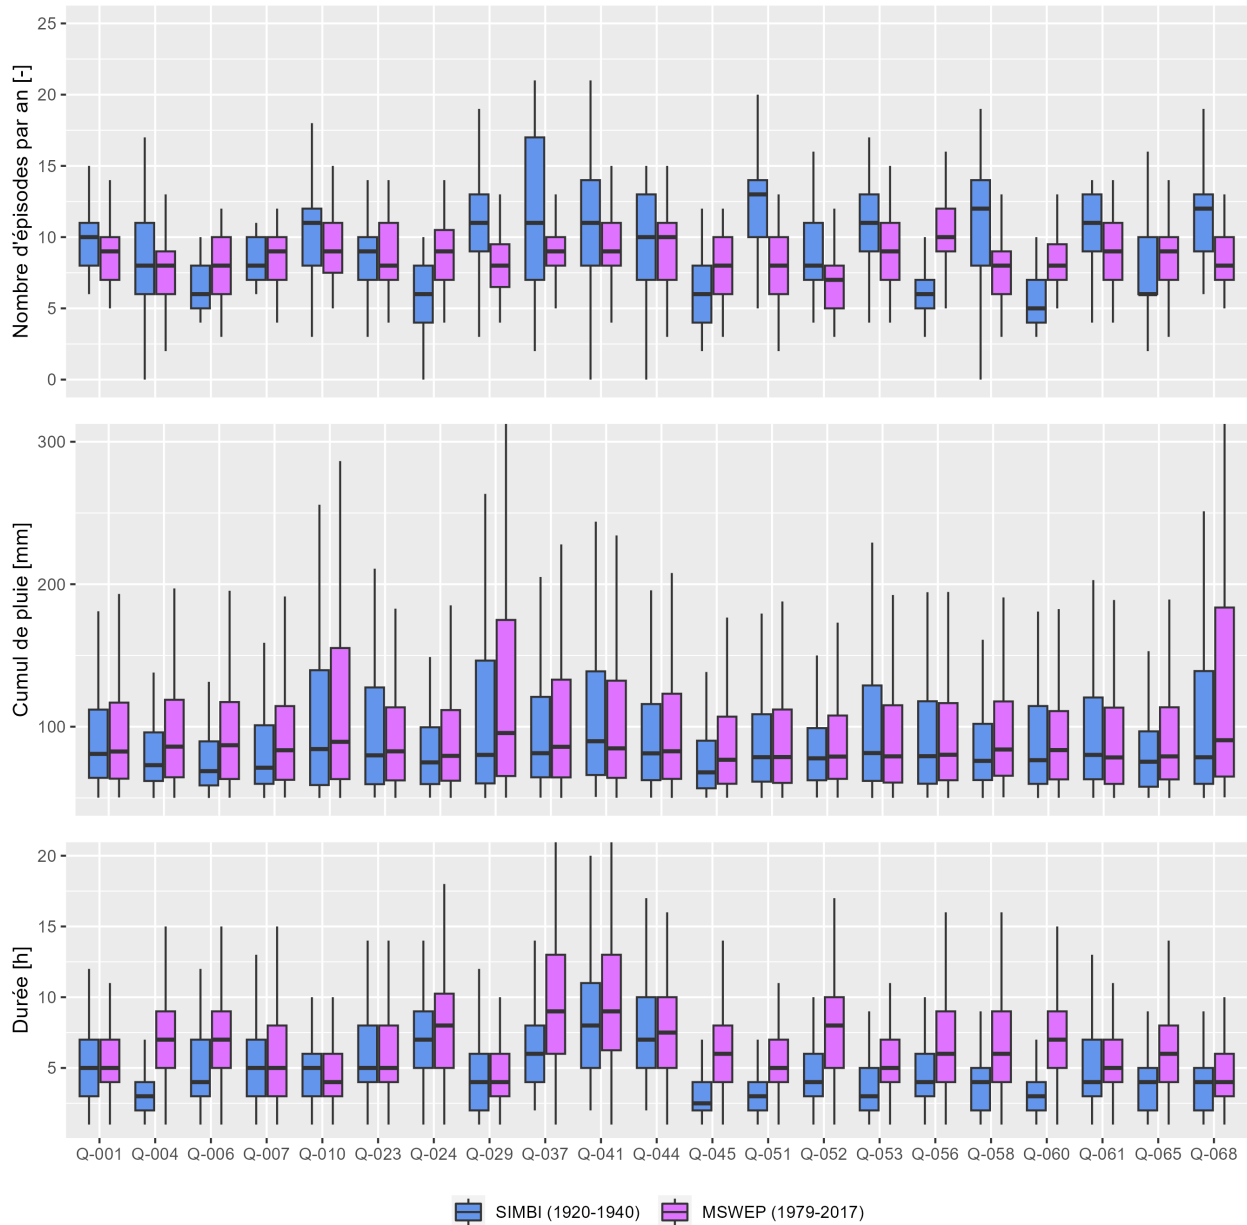 Nombre d'épisodes par an [-]
25
20
15
10
5
0
Cumul de pluie [mm]
300
200
100
Durée [h]
20
15
10
5
Q-001 Q-004 Q-006 Q-007 Q-010 Q-023 Q-024 Q-029 Q-037 Q-041 Q-044 Q-045 Q-051 Q-052 Q-053 Q-056 Q-058 Q-060 Q-061 Q-065 Q-068
SIMBI (1920-1940) MSWEP (1979-2017)